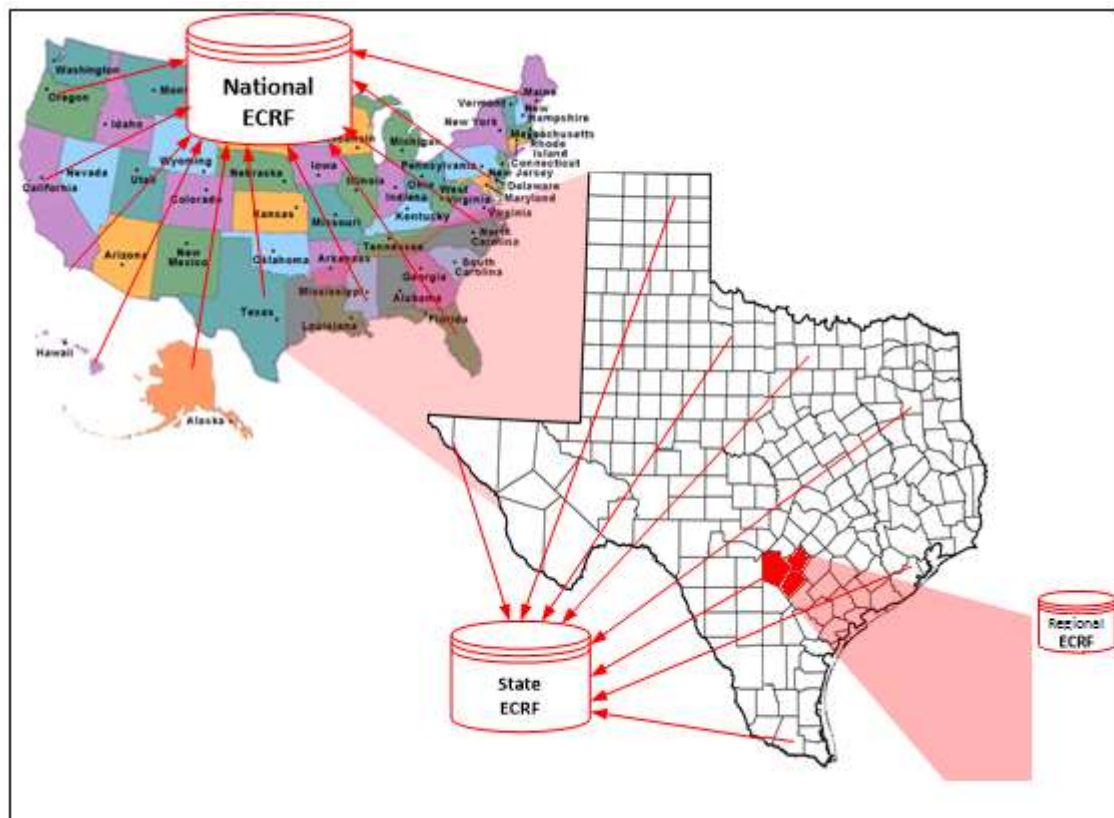 National
ECRF
Washington
Oregon
Idaho
Nevada
California
Wyoming
Utah
Colorado
Arizona
New
Mexico
Nebraska
Kansas
Oklahoma
Texas
Iowa
Missouri
Arkansas
Louisiana
Illinois
Michigan
Indiana
Ohio
Kentucky
Tennessee
Mississippi
Alabama
Georgia
Florida
South
Carolina
North
Carolina
Virginia
West
Virginia
Pennsylvania
New York
Vermont
Maine
New
Hampshire
Massachusetts
Rhode
Island
Connecticut
New Jersey
Delaware
Maryland
Hawaii
Alaska
State
ECRF
Regional
ECRF